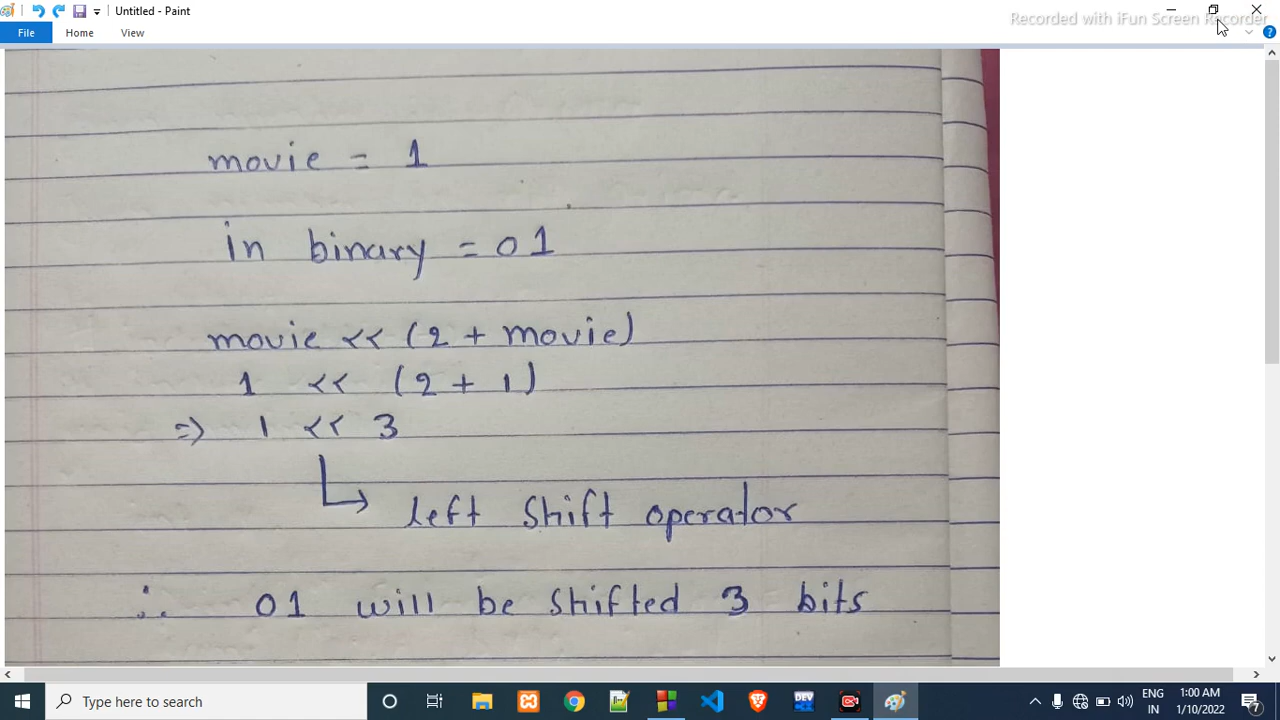 Untitled - Paint
Recorded with iFun Screen Recorder
File Home View
movie = 1
in binary = 01
movie << (2 + movie)
1 << (2 + 1)
=> 1 << 3
left shift operator
∴ 01 will be shifted 3 bits
Type here to search
DEV
ENG
IN
1:00 AM
1/10/2022
7